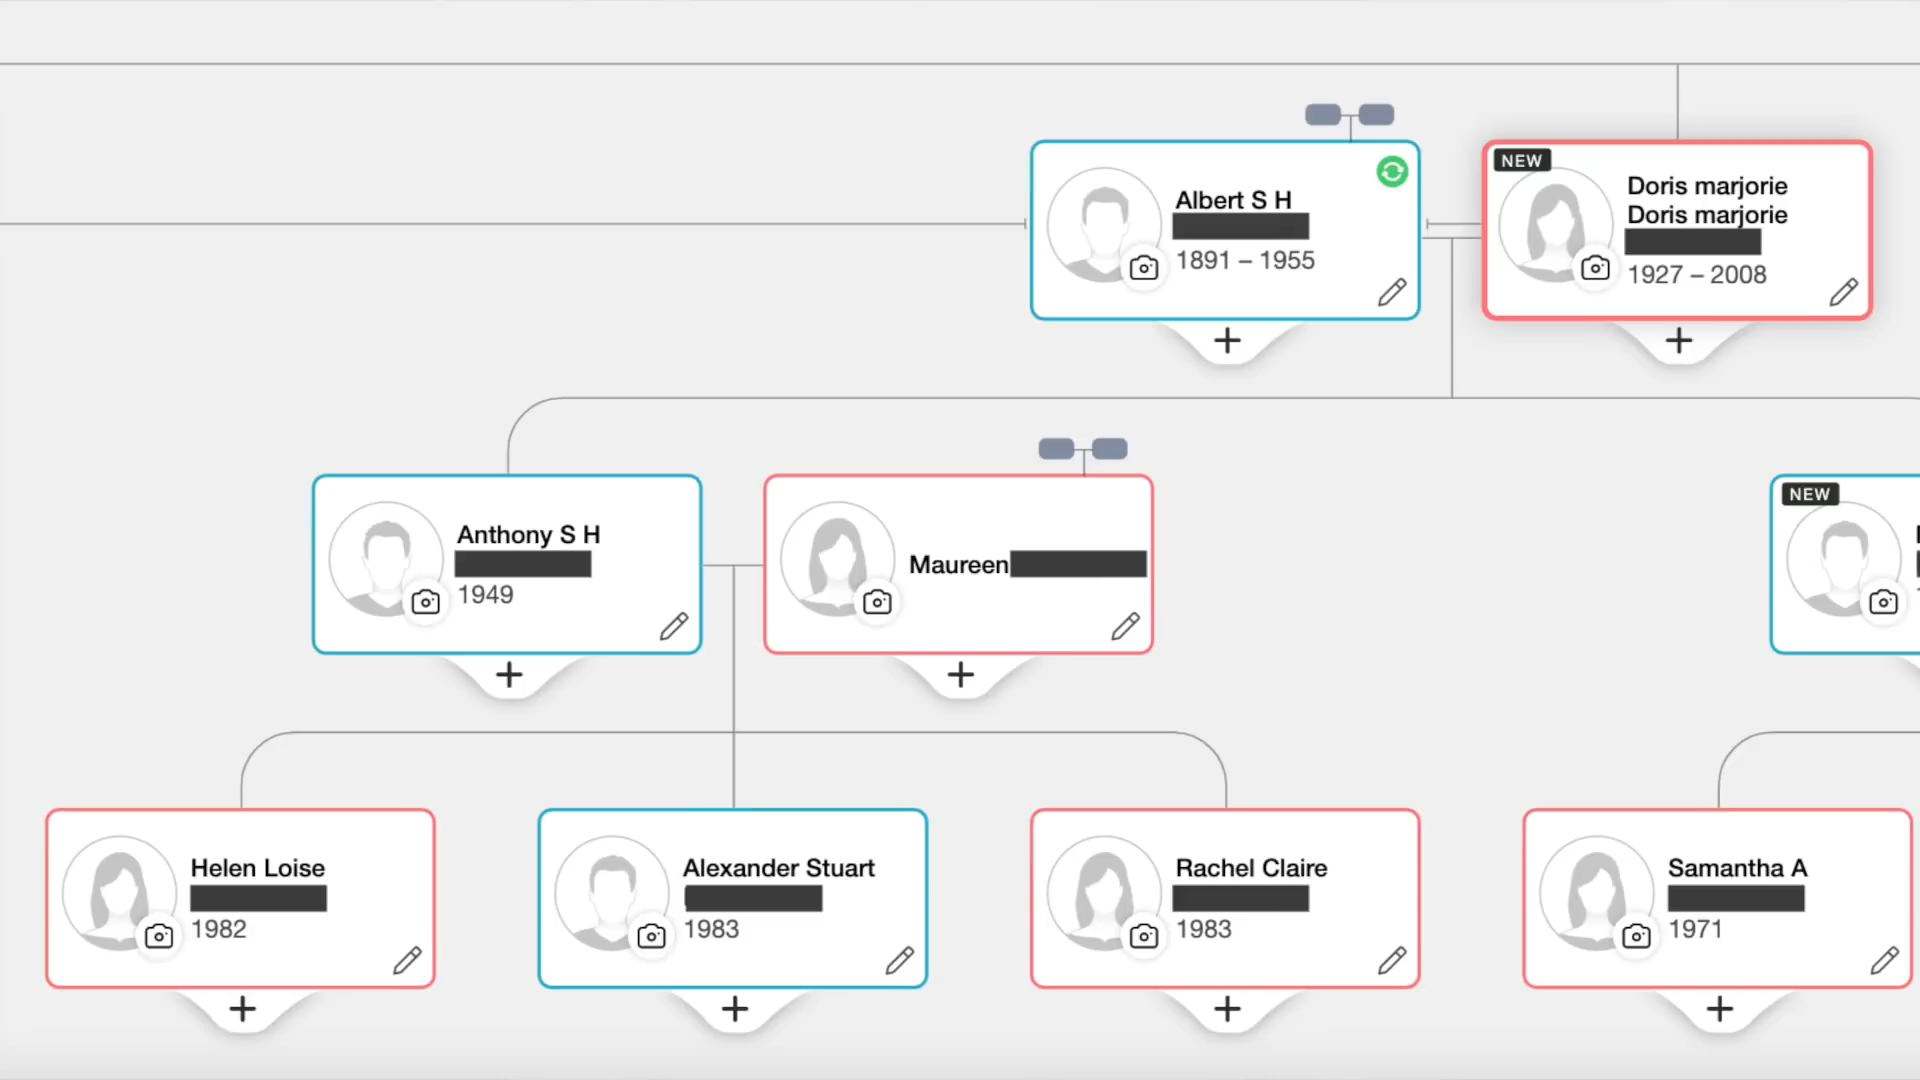 Albert S H
1891 – 1955
NEW
Doris marjorie
Doris marjorie
1927 – 2008
Anthony S H
1949
Maureen
NEW
Helen Loise
1982
Alexander Stuart
1983
Rachel Claire
1983
Samantha A
1971